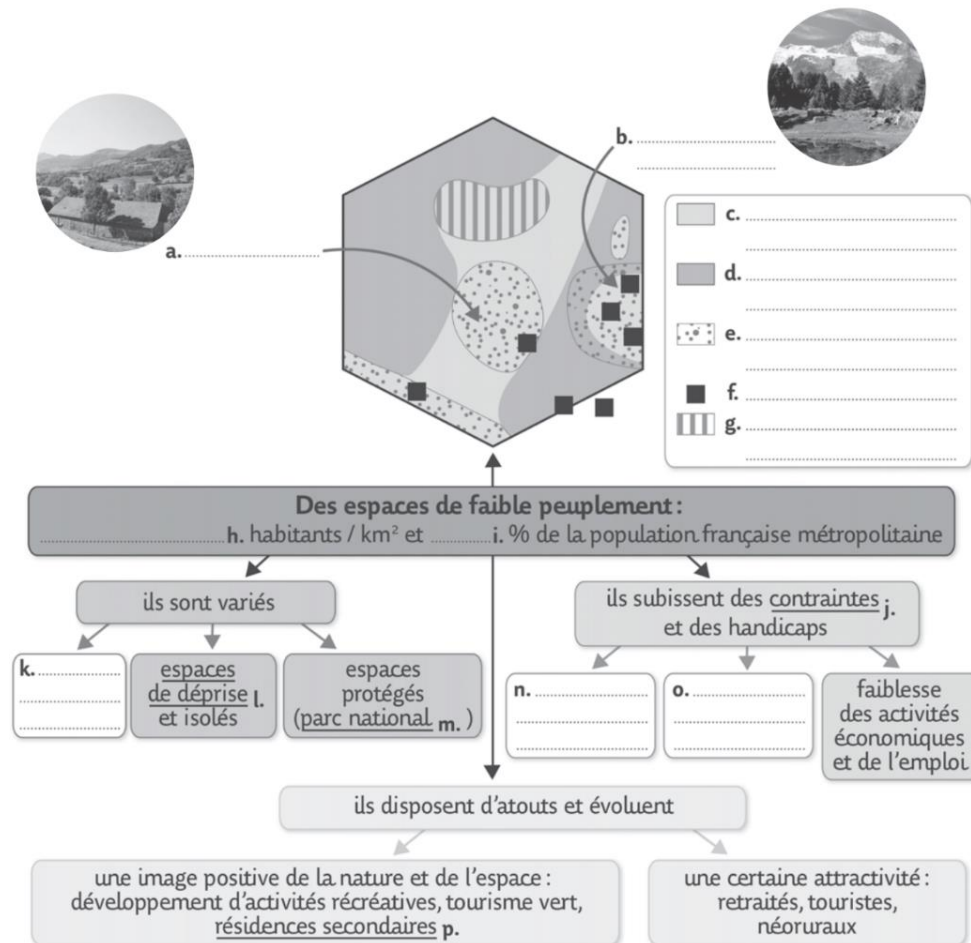 b. ........................
........................
a. ........................
c. ........................
........................
d. ........................
........................
e. ........................
........................
f. ........................
g. ........................
........................
Des espaces de faible peuplement :
........................ h. habitants / km² et ............ i. % de la population française métropolitaine
ils sont variés
k. ................
................
................
espaces
de déprise l.
et isolés
espaces
protégés
(parc national m. )
ils subissent des contraintes j.
et des handicaps
n. ................
................
................
o. ................
................
................
faiblesse
des activités
économiques
et de l'emploi
ils disposent d'atouts et évoluent
une image positive de la nature et de l'espace :
développement d'activités récréatives, tourisme vert,
résidences secondaires p.
une certaine attractivité :
retraités, touristes,
néoruraux